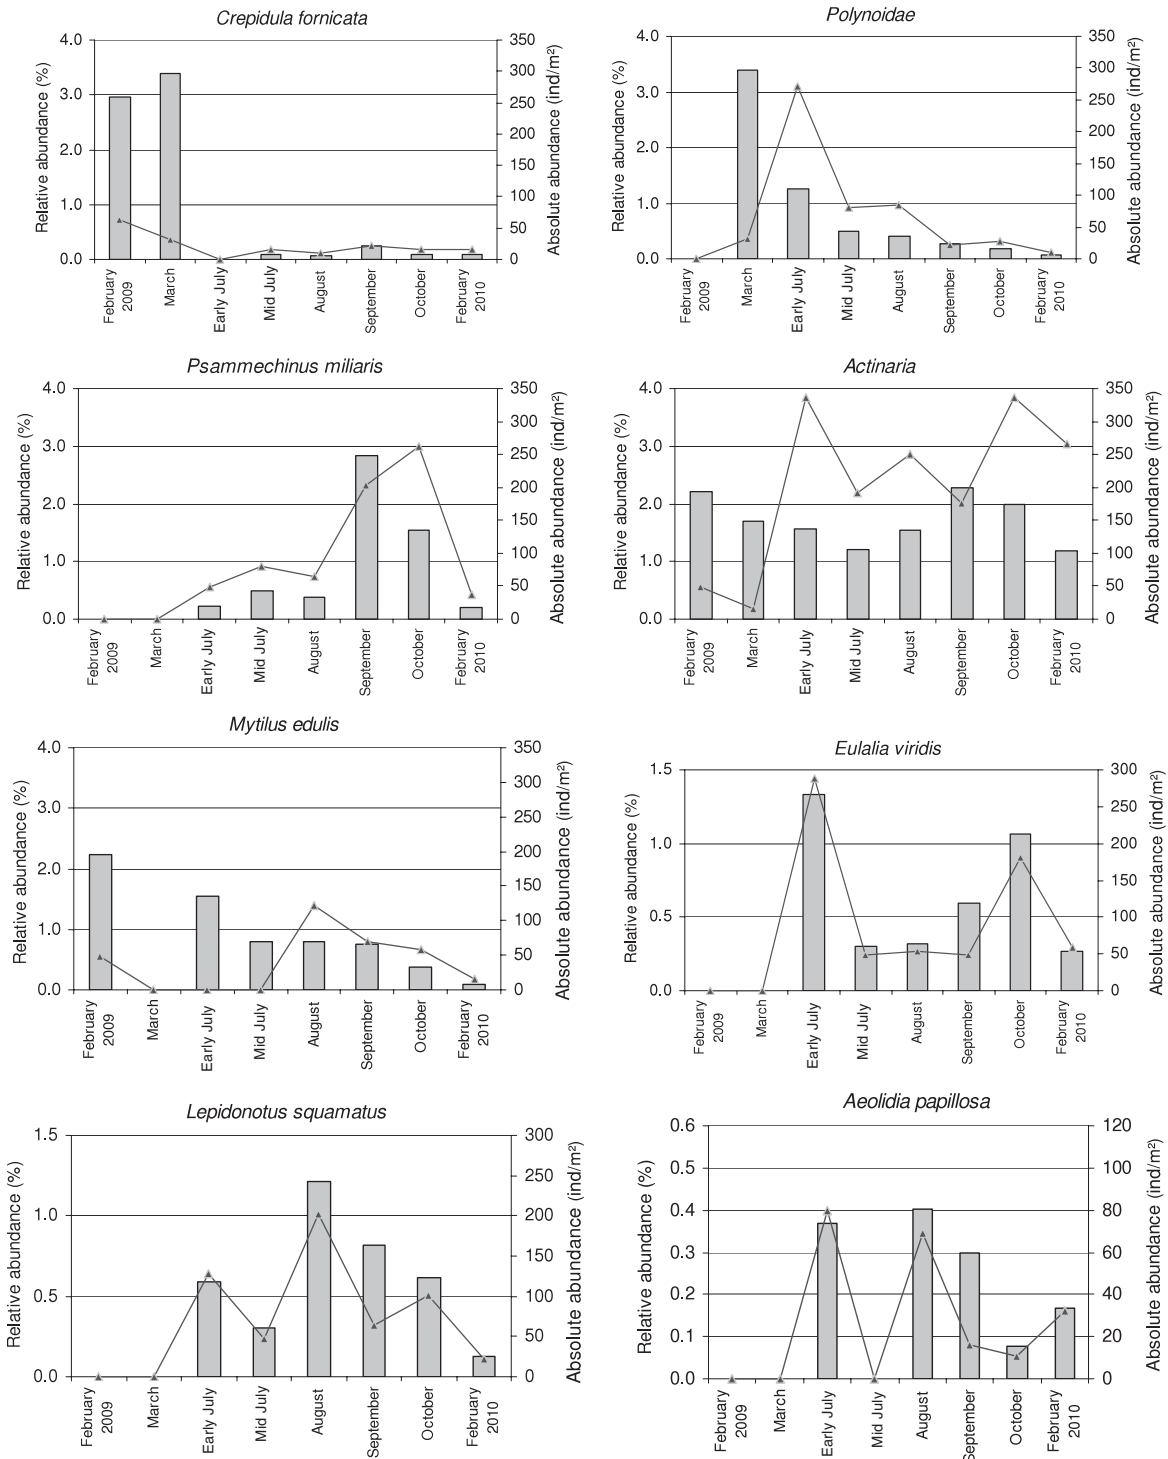 Crepidula fornicata
4.0
3.0
2.0
1.0
0.0
Relative abundance (%)
350
300
250
200
150
100
50
0
Absolute abundance (ind/m²)
February
2009
March
Early July
Mid July
August
September
October
February
2010
Polynoidae
4.0
3.0
2.0
1.0
0.0
Relative abundance (%)
350
300
250
200
150
100
50
0
Absolute abundance (ind/m²)
February
2009
March
Early July
Mid July
August
September
October
February
2010
Psammechinus miliaris
4.0
3.0
2.0
1.0
0.0
Relative abundance (%)
350
300
250
200
150
100
50
0
Absolute abundance (ind/m²)
February
2009
March
Early July
Mid July
August
September
October
February
2010
Actinaria
4.0
3.0
2.0
1.0
0.0
Relative abundance (%)
350
300
250
200
150
100
50
0
Absolute abundance (ind/m²)
February
2009
March
Early July
Mid July
August
September
October
February
2010
Mytilus edulis
4.0
3.0
2.0
1.0
0.0
Relative abundance (%)
350
300
250
200
150
100
50
0
Absolute abundance (ind/m²)
February
2009
March
Early July
Mid July
August
September
October
February
2010
Eulalia viridis
1.5
1.0
0.5
0.0
Relative abundance (%)
300
250
200
150
100
50
0
Absolute abundance (ind/m²)
February
2009
March
Early July
Mid July
August
September
October
February
2010
Lepidonotus squamatus
1.5
1.0
0.5
0.0
Relative abundance (%)
300
250
200
150
100
50
0
Absolute abundance (ind/m²)
February
2009
March
Early July
Mid July
August
September
October
February
2010
Aeolidia papillosa
0.6
0.5
0.4
0.3
0.2
0.1
0.0
Relative abundance (%)
120
100
80
60
40
20
0
Absolute abundance (ind/m²)
February
2009
March
Early July
Mid July
August
September
October
February
2010